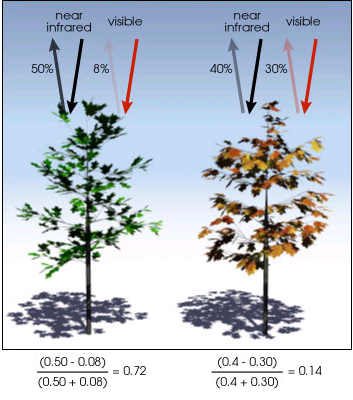 near
infrared
visible
50%
8%
near
infrared
visible
40%
30%
(0.50 - 0.08)
(0.50 + 0.08)
= 0.72
(0.4 - 0.30)
(0.4 + 0.30)
= 0.14